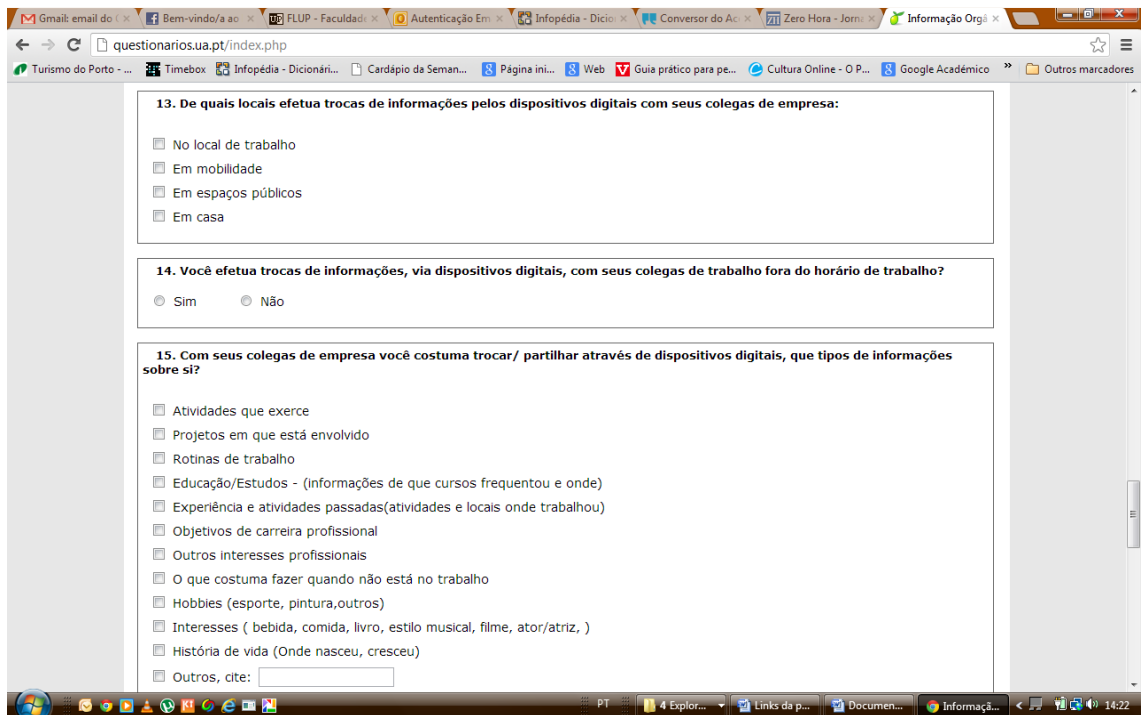 Gmail: email do (
Bem-vindo/a ao
FLUP - Faculdade
Autenticação Em
Infopédia - Dicio
Conversor do Ac
Zero Hora - Jorna
Informação Orgâ
questionarios.ua.pt/index.php
Turismo do Porto - ...
Timebox
Infopédia - Dicionári...
Cardápio da Seman...
Página ini...
Web
Guia prático para pe...
Cultura Online - O P...
Google Académico
»
Outros marcadores
13. De quais locais efetua trocas de informações pelos dispositivos digitais com seus colegas de empresa:
No local de trabalho
Em mobilidade
Em espaços públicos
Em casa
14. Você efetua trocas de informações, via dispositivos digitais, com seus colegas de trabalho fora do horário de trabalho?
Sim Não
15. Com seus colegas de empresa você costuma trocar/ partilhar através de dispositivos digitais, que tipos de informações
sobre si?
Atividades que exerce
Projetos em que está envolvido
Rotinas de trabalho
Educação/Estudos - (informações de que cursos frequentou e onde)
Experiência e atividades passadas(atividades e locais onde trabalhou)
Objetivos de carreira profissional
Outros interesses profissionais
O que costuma fazer quando não está no trabalho
Hobbies (esporte, pintura,outros)
Interesses ( bebida, comida, livro, estilo musical, filme, ator/atriz, )
História de vida (Onde nasceu, cresceu)
Outros, cite:
PT
4 Explor...
Links da p...
Documen...
Informaçã...
14:22